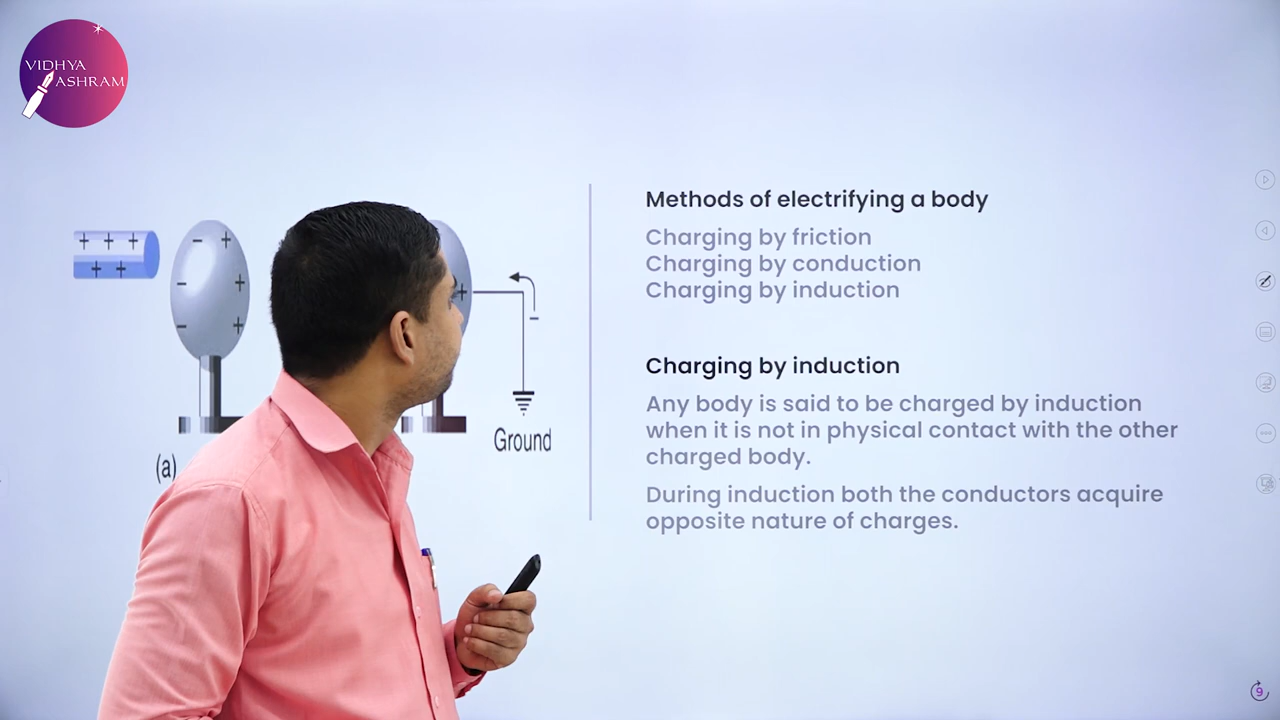 VIDHYA
ASHRAM
Methods of electrifying a body
Charging by friction
Charging by conduction
Charging by induction
Charging by induction
Any body is said to be charged by induction
when it is not in physical contact with the other
charged body.
During induction both the conductors acquire
opposite nature of charges.
+ + +
+ +
- +
- +
- +
+
-
Ground
(a)
9